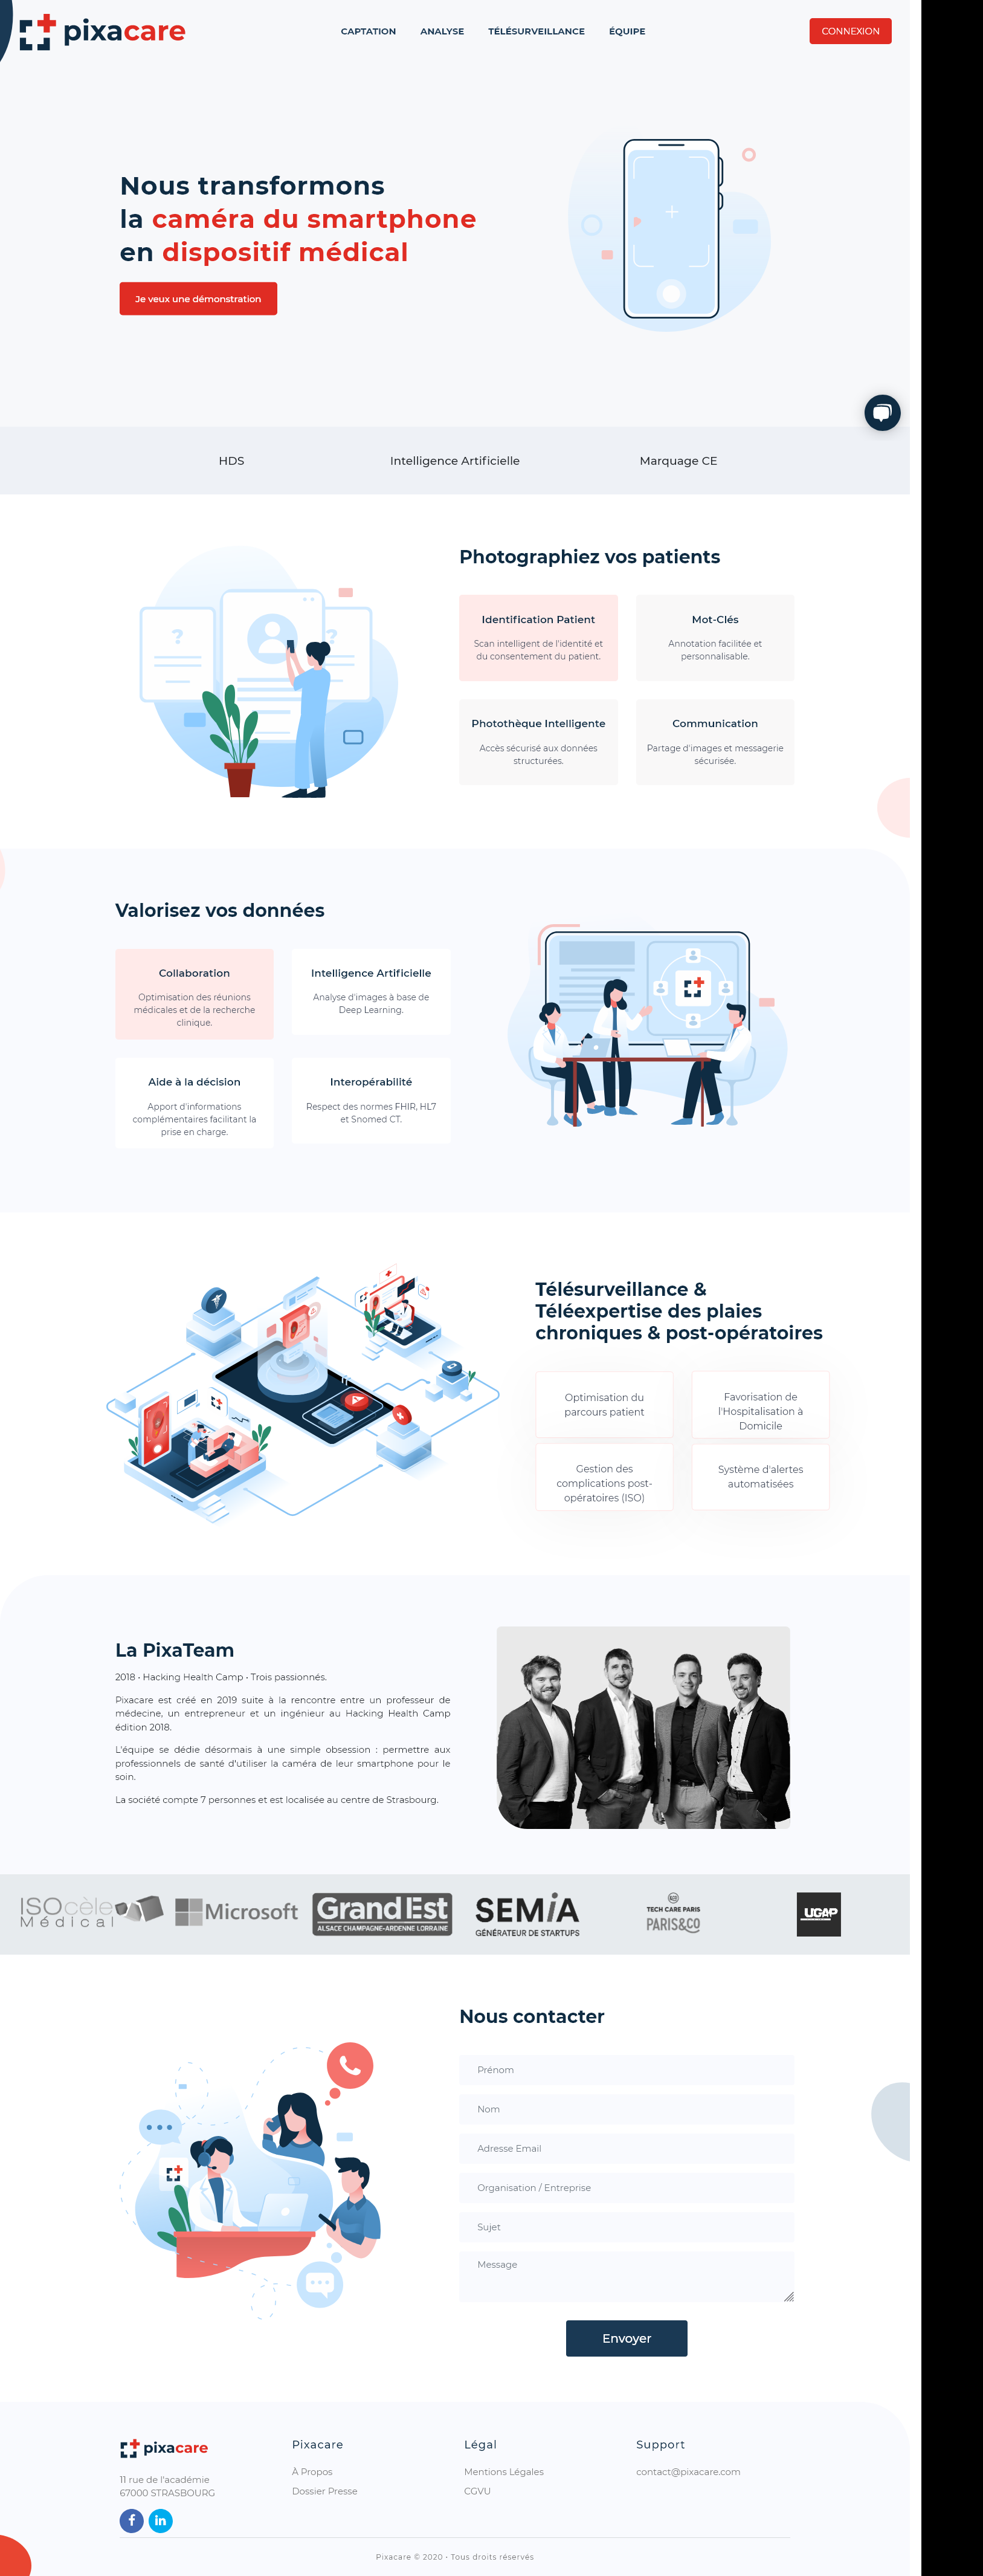 pixacare
CAPTATION
ANALYSE
TÉLÉSURVEILLANCE
ÉQUIPE
CONNEXION
Nous transformons
la caméra du smartphone
en dispositif médical
Je veux une démonstration
HDS
Intelligence Artificielle
Marquage CE
Photographiez vos patients
Identification Patient
Scan intelligent de l'identité et
du consentement du patient.
Mot-Clés
Annotation facilitée et
personnalisable.
Photothèque Intelligente
Accès sécurisé aux données
structurées.
Communication
Partage d'images et messagerie
sécurisée.
? ?
Valorisez vos données
Collaboration
Optimisation des réunions
médicales et de la recherche
clinique.
Intelligence Artificielle
Analyse d'images à base de
Deep Learning.
Aide à la décision
Apport d'informations
complémentaires facilitant la
prise en charge.
Interopérabilité
Respect des normes FHIR, HL7
et Snomed CT.
Télésurveillance &
Téléexpertise des plaies
chroniques & post-opératoires
Optimisation du
parcours patient
Favorisation de
l'Hospitalisation à
Domicile
Gestion des
complications post-
opératoires (ISO)
Système d'alertes
automatisées
La PixaTeam
2018 • Hacking Health Camp • Trois passionnés.
Pixacare est créé en 2019 suite à la rencontre entre un professeur de
médecine, un entrepreneur et un ingénieur au Hacking Health Camp
édition 2018.
L'équipe se dédie désormais à une simple obsession : permettre aux
professionnels de santé d'utiliser la caméra de leur smartphone pour le
soin.
La société compte 7 personnes et est localisée au centre de Strasbourg.
ISOcèle
Médical
Microsoft
GrandEst
ALSACE CHAMPAGNE-ARDENNE LORRAINE
SEMIA
GÉNÉRATEUR DE STARTUPS
TECH CARE PARIS
PARIS&CO
UGAP
Nous contacter
Prénom
Nom
Adresse Email
Organisation / Entreprise
Sujet
Message
Envoyer
pixacare
11 rue de l'académie
67000 STRASBOURG
f in
Pixacare
À Propos
Dossier Presse
Légal
Mentions Légales
CGVU
Support
contact@pixacare.com
Pixacare © 2020 • Tous droits réservés